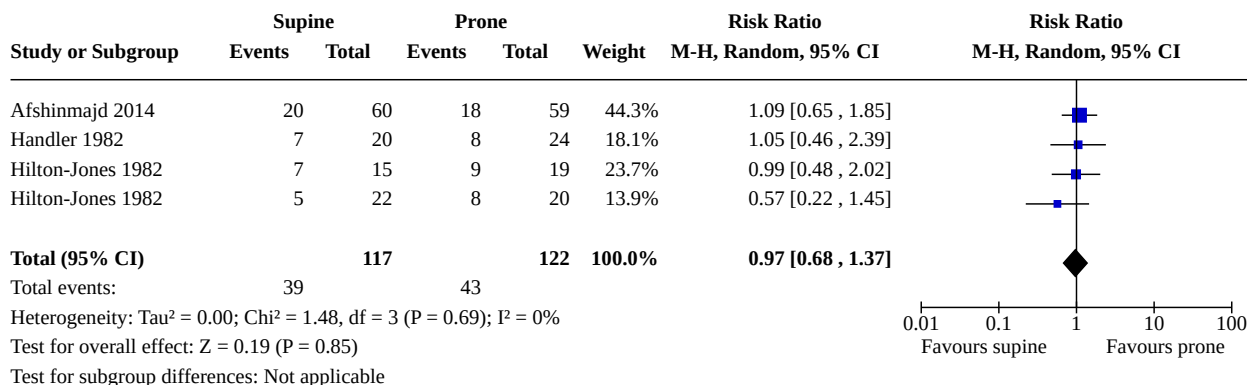 Supine Prone Risk Ratio Risk Ratio
Study or Subgroup Events Total Events Total Weight M-H, Random, 95% CI M-H, Random, 95% CI
Afshinmajd 2014 20 60 18 59 44.3% 1.09 [0.65 , 1.85]
Handler 1982 7 20 8 24 18.1% 1.05 [0.46 , 2.39]
Hilton-Jones 1982 7 15 9 19 23.7% 0.99 [0.48 , 2.02]
Hilton-Jones 1982 5 22 8 20 13.9% 0.57 [0.22 , 1.45]
Total (95% CI) 117 122 100.0% 0.97 [0.68 , 1.37]
Total events: 39 43
Heterogeneity: Tau² = 0.00; Chi² = 1.48, df = 3 (P = 0.69); I² = 0%
0.01 0.1 1 10 100
Test for overall effect: Z = 0.19 (P = 0.85) Favours supine Favours prone
Test for subgroup differences: Not applicable